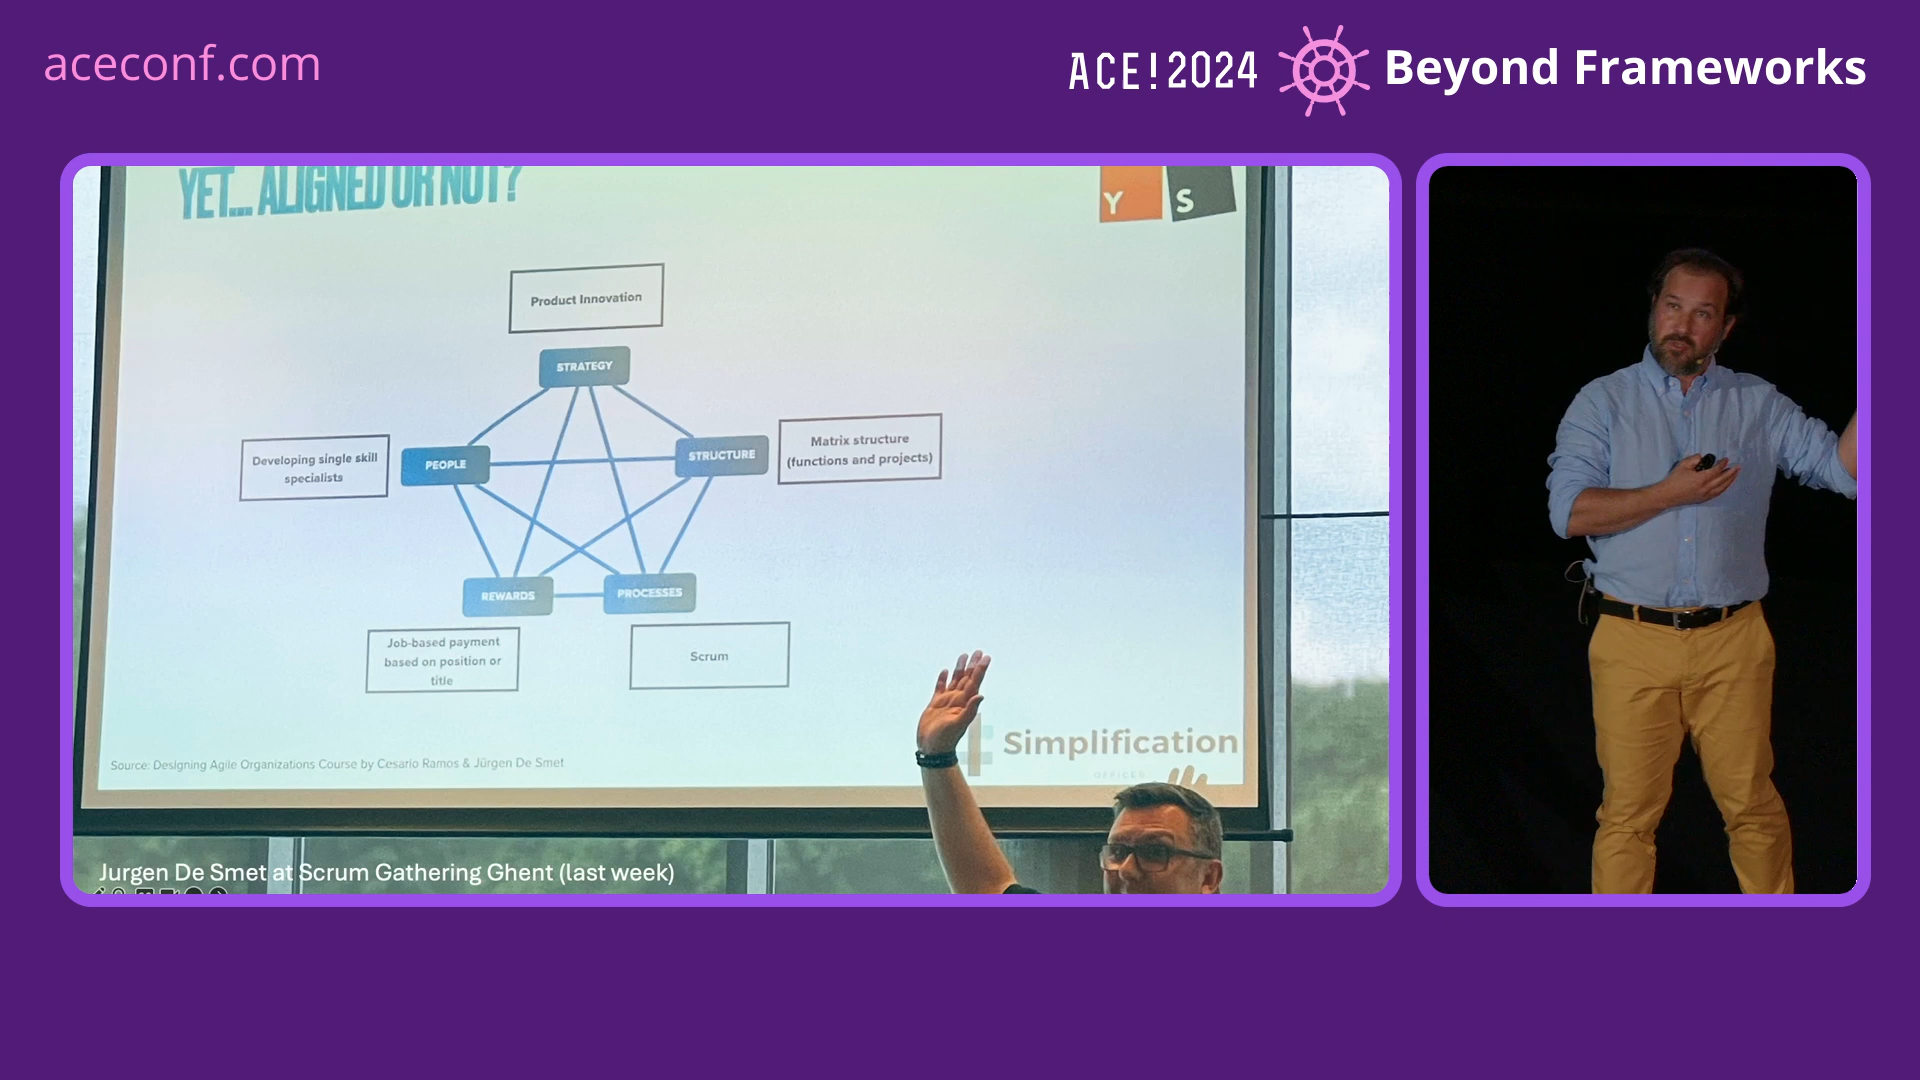 aceconf.com
ACE!2024
Beyond Frameworks
YET... ALIGNED OR NOT?
Y S
Product Innovation
STRATEGY
Developing single skill
specialists
PEOPLE
STRUCTURE
Matrix structure
(functions and projects)
REWARDS
PROCESSES
Job-based payment
based on position or
title
Scrum
Simplification
OFFICER
Source: Designing Agile Organizations Course by Cesario Ramos & Jürgen De Smet
Jurgen De Smet at Scrum Gathering Ghent (last week)